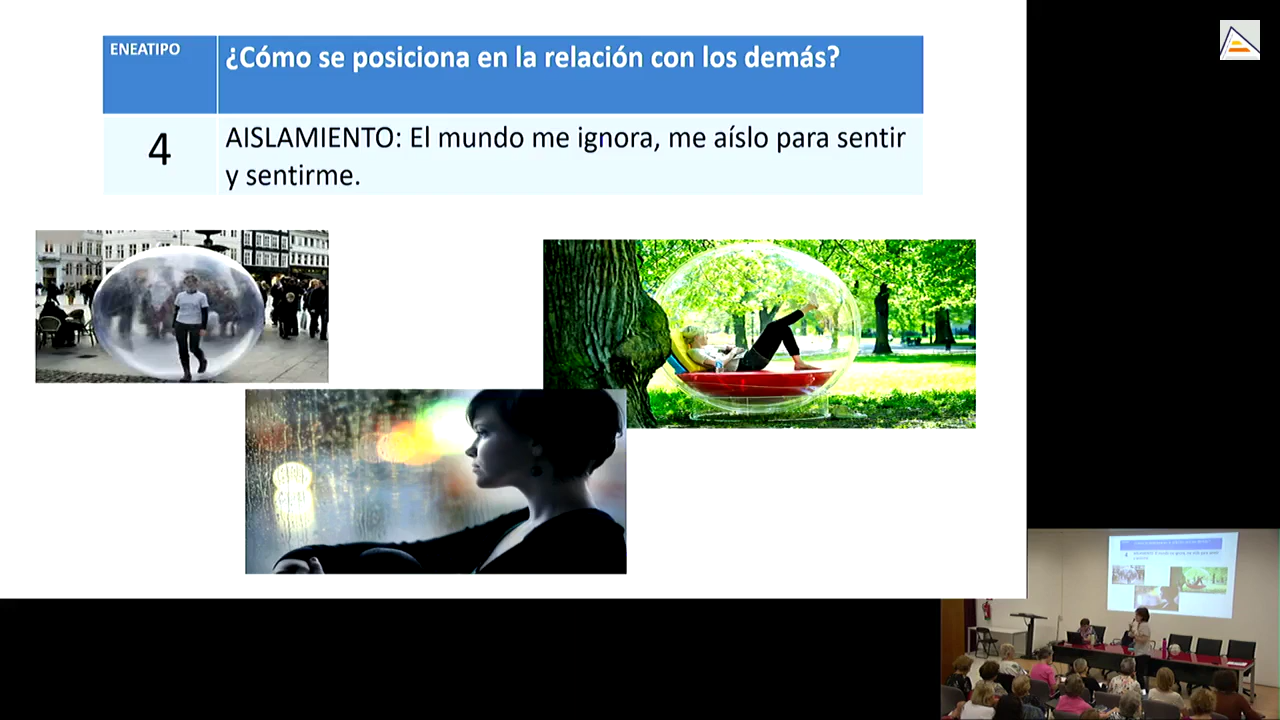 ENEATIPO
¿Cómo se posiciona en la relación con los demás?
4
AISLAMIENTO: El mundo me ignora, me aíslo para sentir
y sentirme.